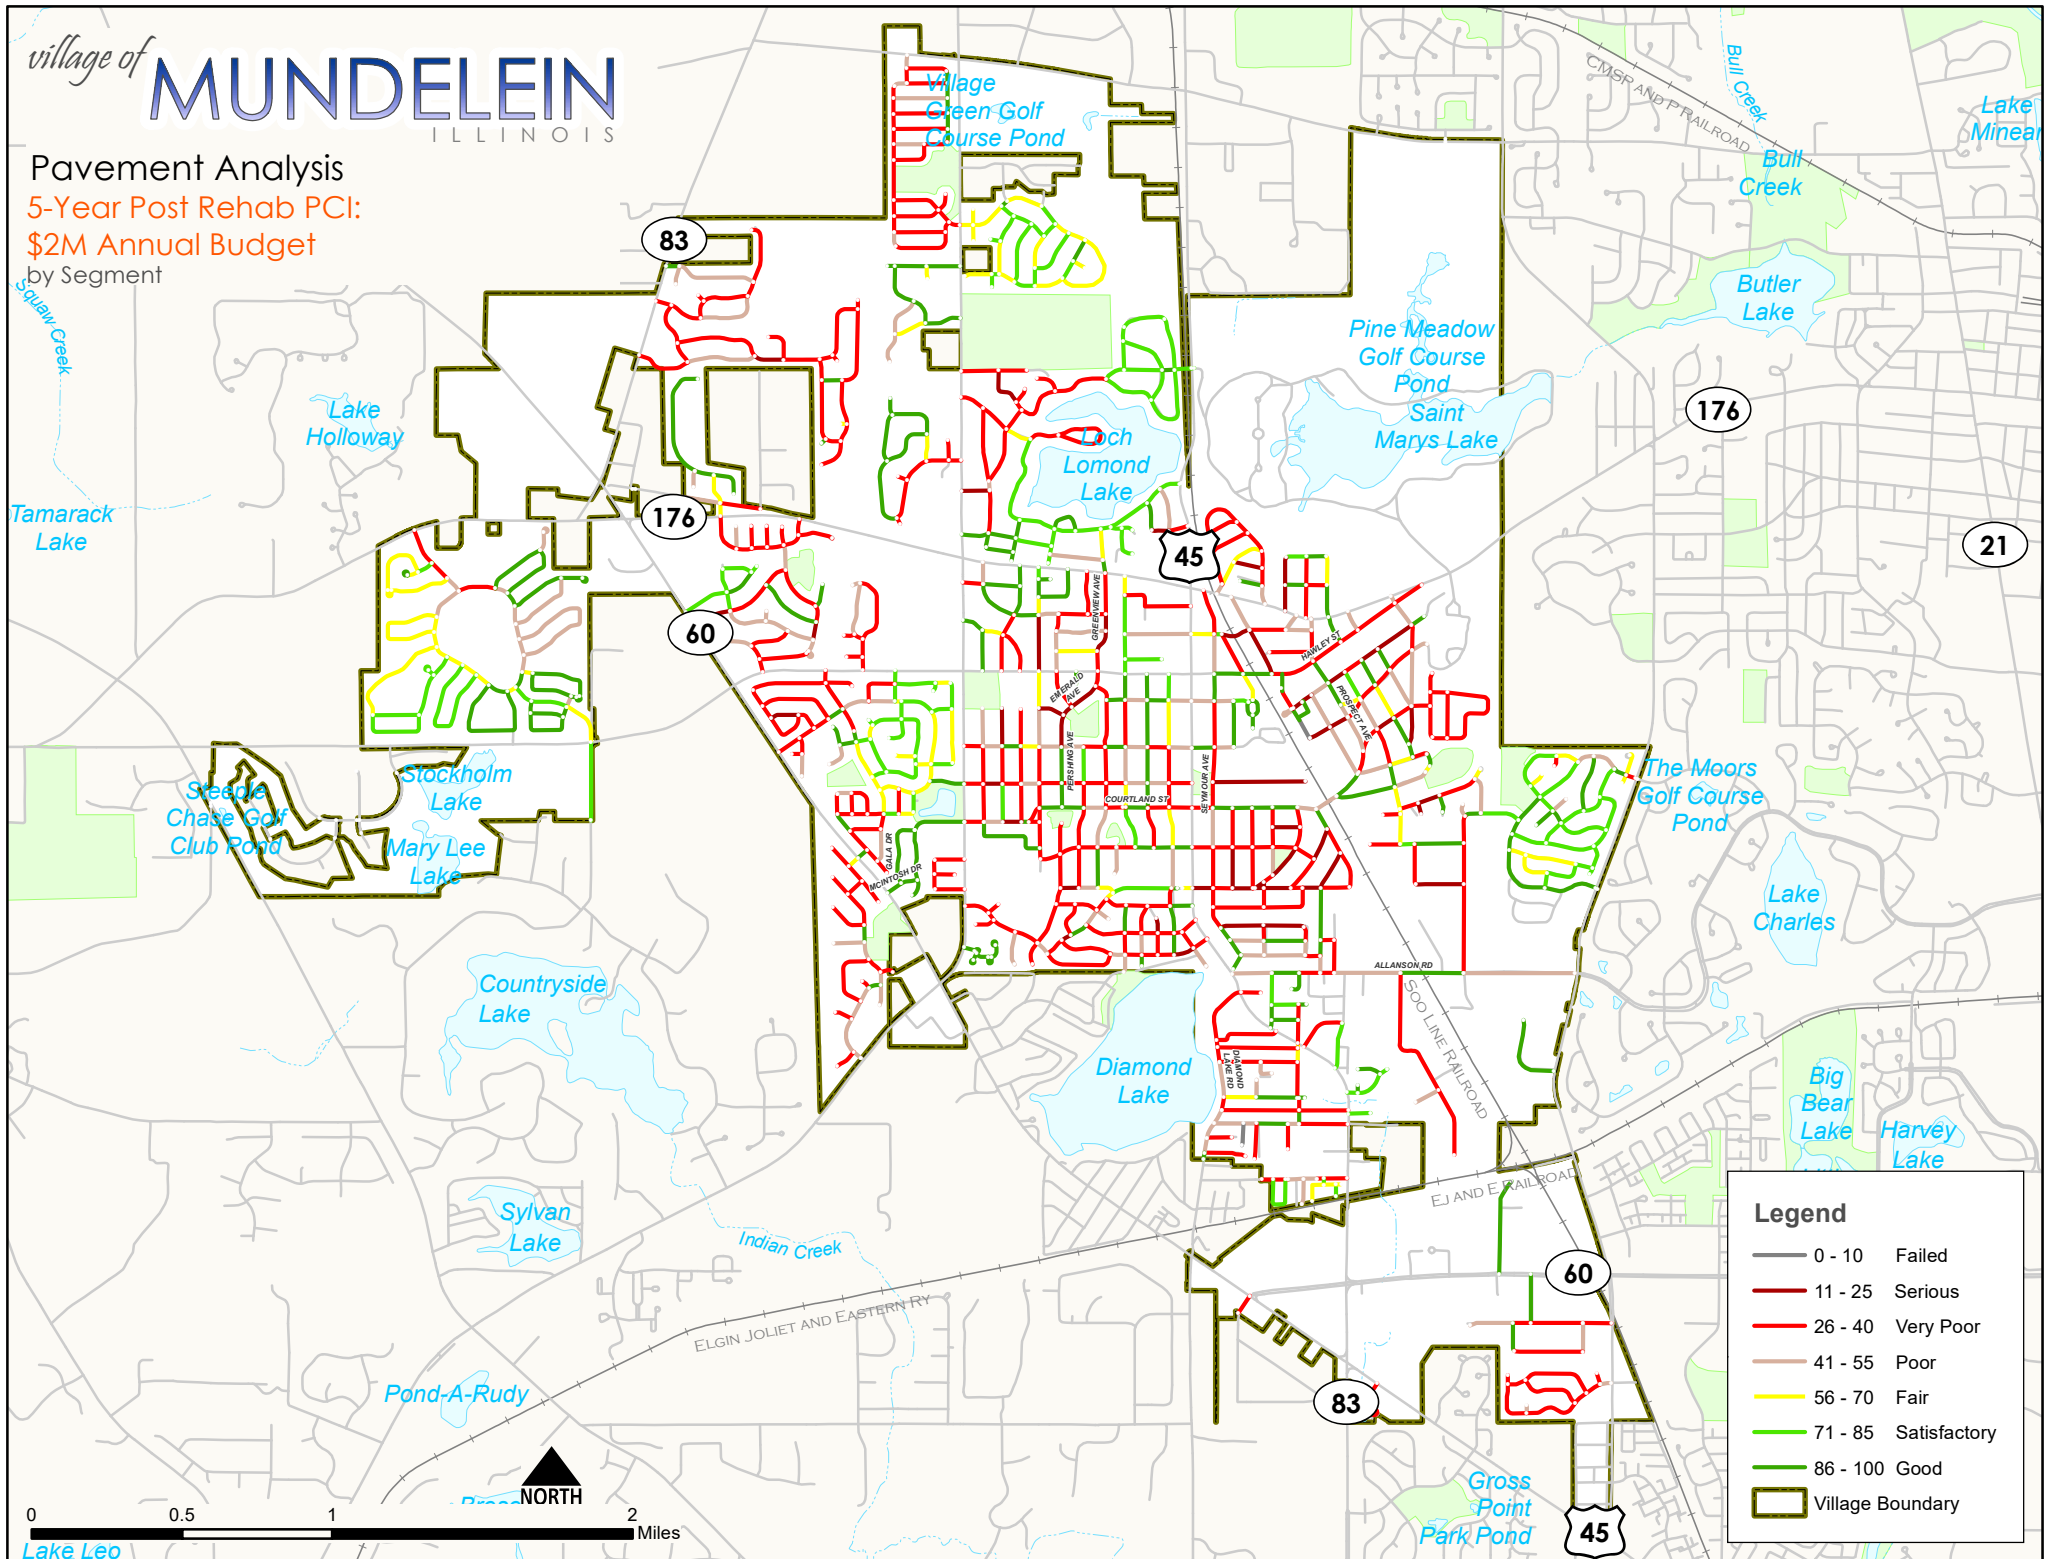 village of
MUNDELEIN
ILLINOIS
Pavement Analysis
5-Year Post Rehab PCI:
$2M Annual Budget
by Segment
Squaw Creek
Village
Green Golf
Course Pond
83
CMSR AND P RAILROAD
Bull Creek
Lake
Minear
Bull
Creek
Butler
Lake
Pine Meadow
Golf Course
Pond
Saint
Marys Lake
176
Lake
Holloway
Loch
Lomond
Lake
Tamarack
Lake
176
45
21
60
GREENVIEW AVE
HAWLEY ST
EMERALD
AVE
PROSPECT AVE
PERSHING AVE
SEYMOUR AVE
COURTLAND ST
Stockholm
Lake
Steeple
Chase Golf
Club Pond
Mary Lee
Lake
GALA DR
MCINTOSH DR
The Moors
Golf Course
Pond
Lake
Charles
ALLANSON RD
Countryside
Lake
SOO LINE RAILROAD
Diamond
Lake
DIAMOND
LAKE RD
Big
Bear
Lake
Harvey
Lake
EJ AND E RAILROAD
Sylvan
Lake
Indian Creek
60
ELGIN JOLIET AND EASTERN RY
Pond-A-Rudy
83
Gross
Point
Park Pond
45
Legend
0 - 10 Failed
11 - 25 Serious
26 - 40 Very Poor
41 - 55 Poor
56 - 70 Fair
71 - 85 Satisfactory
86 - 100 Good
Village Boundary
NORTH
0 0.5 1 2
Miles
Lake Leo